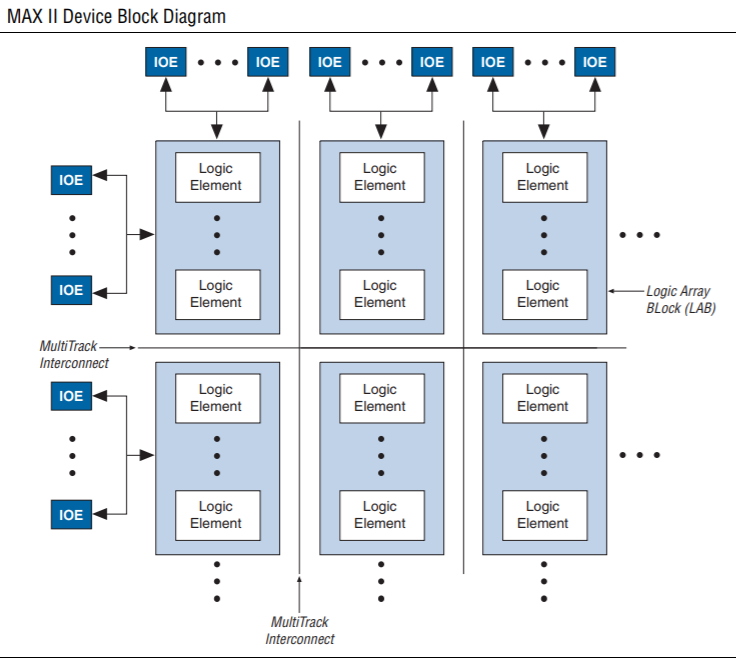 MAX II Device Block Diagram
IOE IOE IOE IOE IOE IOE
IOE
Logic
Element
Logic
Element
Logic
Element
IOE
Logic
Element
Logic
Element
Logic
Element
Logic Array
BLock (LAB)
MultiTrack
Interconnect
IOE
Logic
Element
Logic
Element
Logic
Element
IOE
Logic
Element
Logic
Element
Logic
Element
MultiTrack
Interconnect